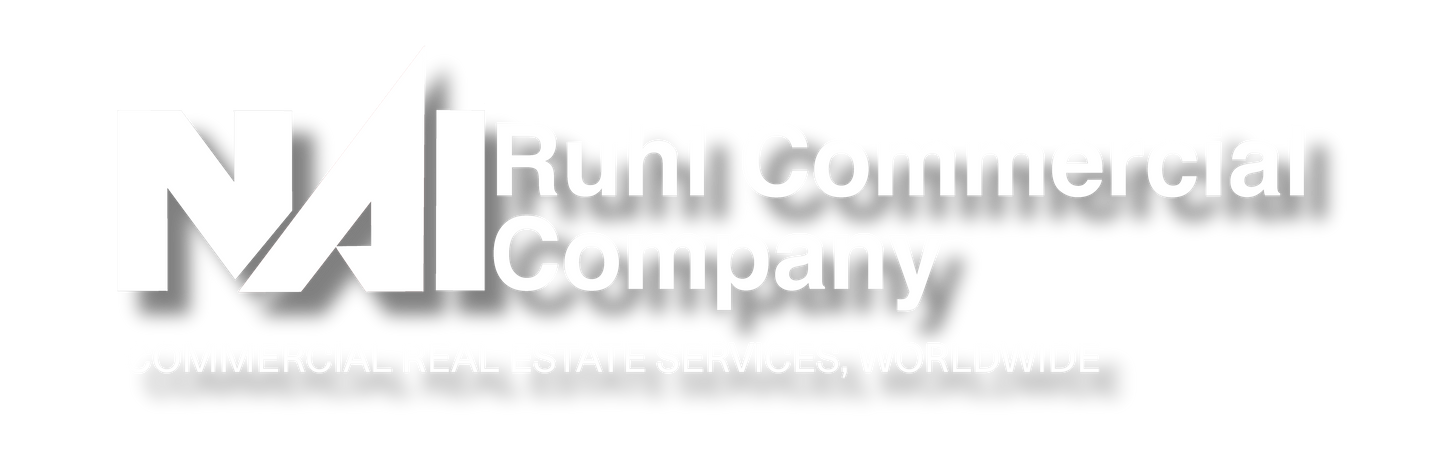 NAI Ruhl Commercial
Company
COMMERCIAL REAL ESTATE SERVICES, WORLDWIDE